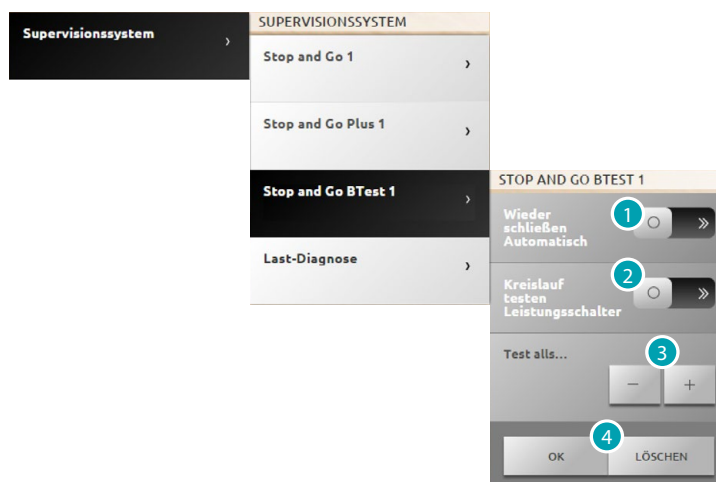 Supervisionssystem
SUPERVISIONSSYSTEM
Stop and Go 1
Stop and Go Plus 1
Stop and Go BTest 1
Last-Diagnose
STOP AND GO BTEST 1
Wieder
schließen
Automatisch
1
Kreislauf
testen
Leistungsschalter
2
Test alls...
3
− +
4
OK LÖSCHEN